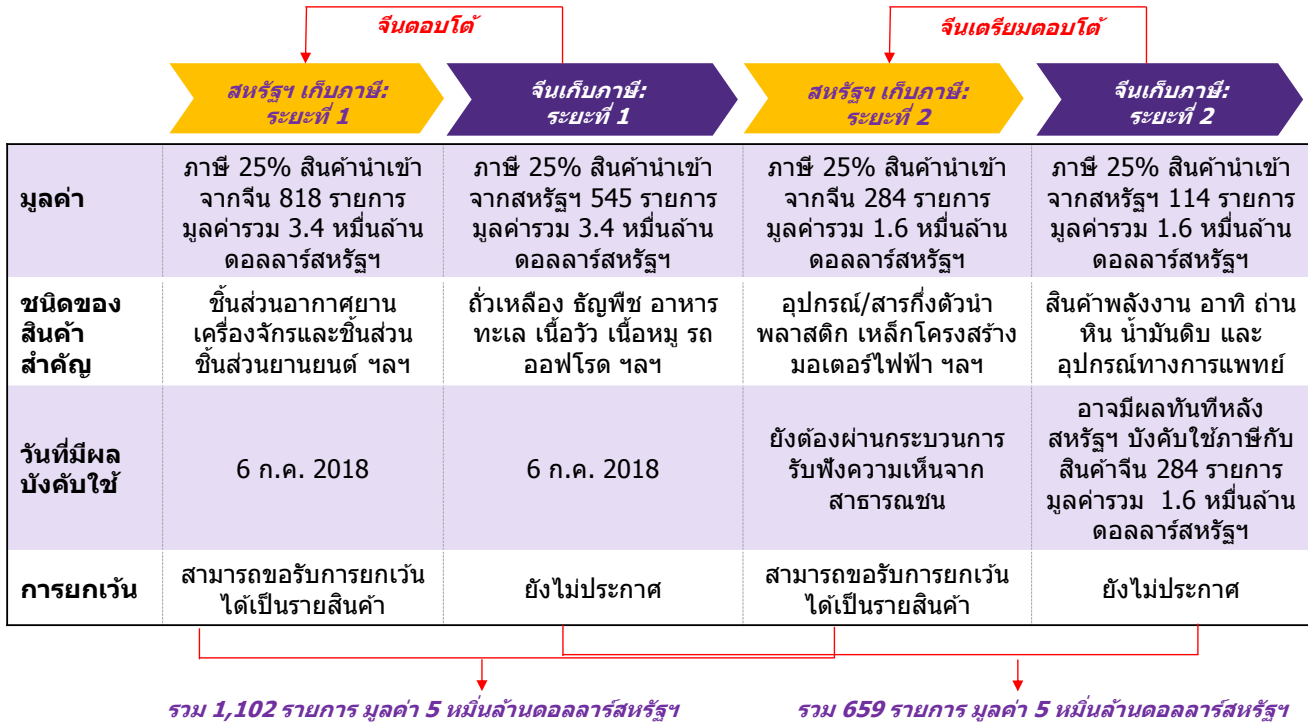 จีนตอบโต้
จีนเตรียมตอบโต้
สหรัฐฯ เก็บภาษี:
ระยะที่ 1
จีนเก็บภาษี:
ระยะที่ 1
สหรัฐฯ เก็บภาษี:
ระยะที่ 2
จีนเก็บภาษี:
ระยะที่ 2
มูลค่า
ภาษี 25% สินค้านำเข้า
จากจีน 818 รายการ
มูลค่ารวม 3.4 หมื่นล้าน
ดอลลาร์สหรัฐฯ
ภาษี 25% สินค้านำเข้า
จากสหรัฐฯ 545 รายการ
มูลค่ารวม 3.4 หมื่นล้าน
ดอลลาร์สหรัฐฯ
ภาษี 25% สินค้านำเข้า
จากจีน 284 รายการ
มูลค่ารวม 1.6 หมื่นล้าน
ดอลลาร์สหรัฐฯ
ภาษี 25% สินค้านำเข้า
จากสหรัฐฯ 114 รายการ
มูลค่ารวม 1.6 หมื่นล้าน
ดอลลาร์สหรัฐฯ
ชนิดของ
สินค้า
สำคัญ
ชิ้นส่วนอากาศยาน
เครื่องจักรและชิ้นส่วน
ชิ้นส่วนยานยนต์ ฯลฯ
ถั่วเหลือง ธัญพืช อาหาร
ทะเล เนื้อวัว เนื้อหมู รถ
ออฟโรด ฯลฯ
อุปกรณ์/สารกึ่งตัวนำ
พลาสติก เหล็กโครงสร้าง
มอเตอร์ไฟฟ้า ฯลฯ
สินค้าพลังงาน อาทิ ถ่าน
หิน น้ำมันดิบ และ
อุปกรณ์ทางการแพทย์
วันที่มีผล
บังคับใช้
6 ก.ค. 2018
6 ก.ค. 2018
ยังต้องผ่านกระบวนการ
รับฟังความเห็นจาก
สาธารณชน
อาจมีผลทันทีหลัง
สหรัฐฯ บังคับใช้ภาษีกับ
สินค้าจีน 284 รายการ
มูลค่ารวม 1.6 หมื่นล้าน
ดอลลาร์สหรัฐฯ
การยกเว้น
สามารถขอรับการยกเว้น
ได้เป็นรายสินค้า
ยังไม่ประกาศ
สามารถขอรับการยกเว้น
ได้เป็นรายสินค้า
ยังไม่ประกาศ
รวม 1,102 รายการ มูลค่า 5 หมื่นล้านดอลลาร์สหรัฐฯ
รวม 659 รายการ มูลค่า 5 หมื่นล้านดอลลาร์สหรัฐฯ